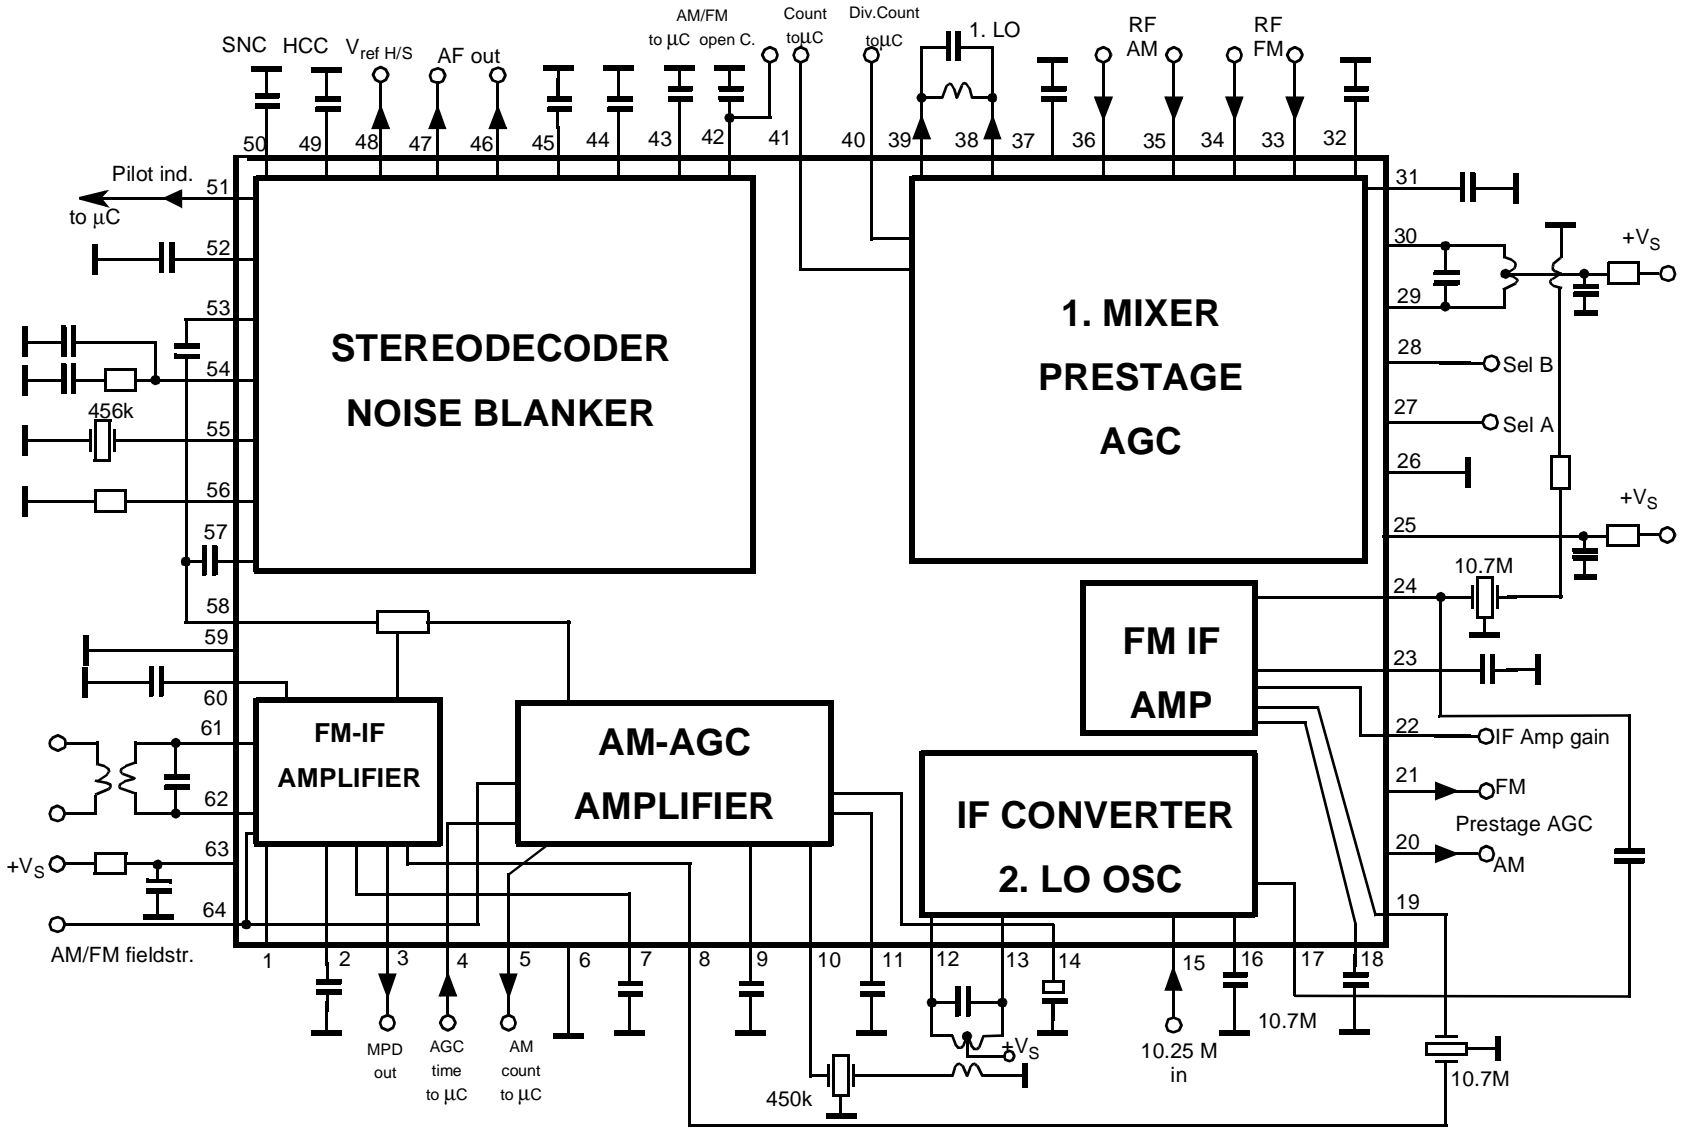 AM/FM
to μC open C.
Count
toμC
Div.Count
toμC
1. LO
RF
AM
RF
FM
SNC HCC Vref H/S AF out
50 49 48 47 46 45 44 43 42 41 40 39 38 37 36 35 34 33 32
Pilot ind.
to μC
51
52
53
54
456k
55
56
57
58
59
60
61
62
63
+VS
64
AM/FM fieldstr.
STEREODECODER
NOISE BLANKER
1. MIXER
PRESTAGE
AGC
31
30
+VS
29
28 Sel B
27 Sel A
26
+VS
25
10.7M
24
23
22 IF Amp gain
21 FM
Prestage AGC
20 AM
19
FM IF
AMP
FM-IF
AMPLIFIER
AM-AGC
AMPLIFIER
IF CONVERTER
2. LO OSC
1 2 3 4 5 6 7 8 9 10 11 12 13 14 15 16 17 18
MPD
out
AGC
time
to μC
AM
count
to μC
450k
+VS
10.25 M
in
10.7M
10.7M